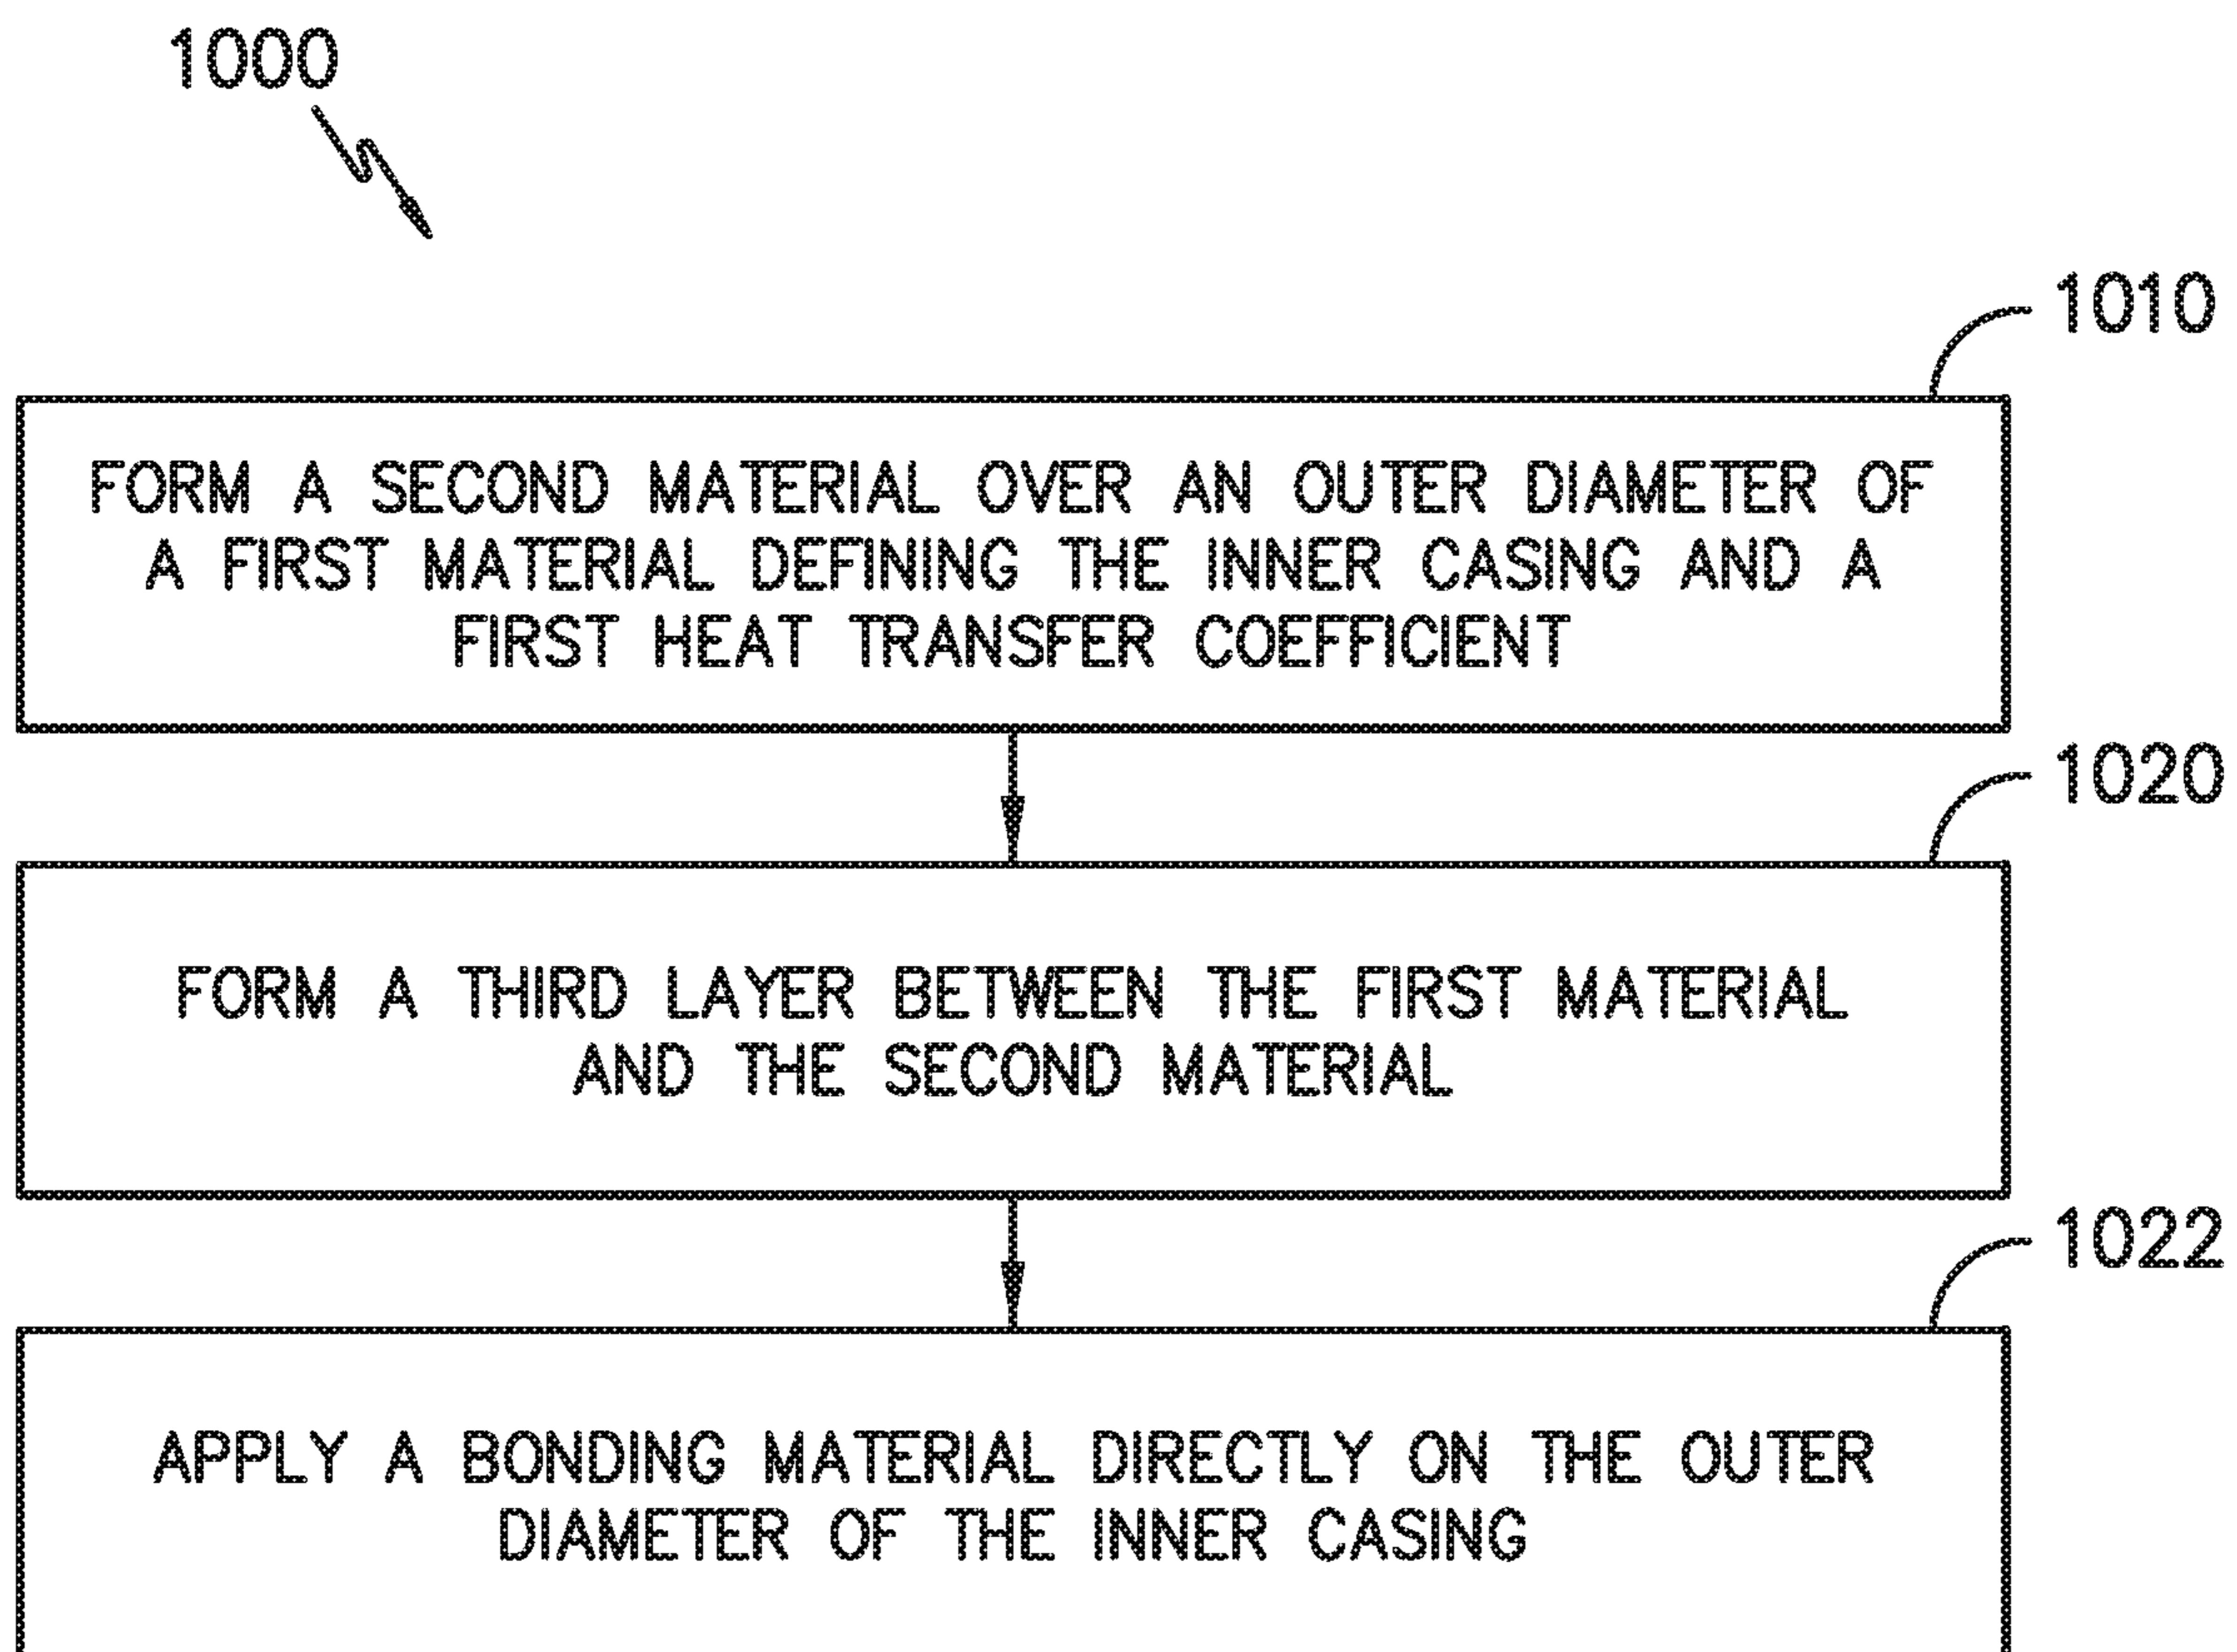 1000
1010
FORM A SECOND MATERIAL OVER AN OUTER DIAMETER OF
A FIRST MATERIAL DEFINING THE INNER CASING AND A
FIRST HEAT TRANSFER COEFFICIENT
1020
FORM A THIRD LAYER BETWEEN THE FIRST MATERIAL
AND THE SECOND MATERIAL
1022
APPLY A BONDING MATERIAL DIRECTLY ON THE OUTER
DIAMETER OF THE INNER CASING